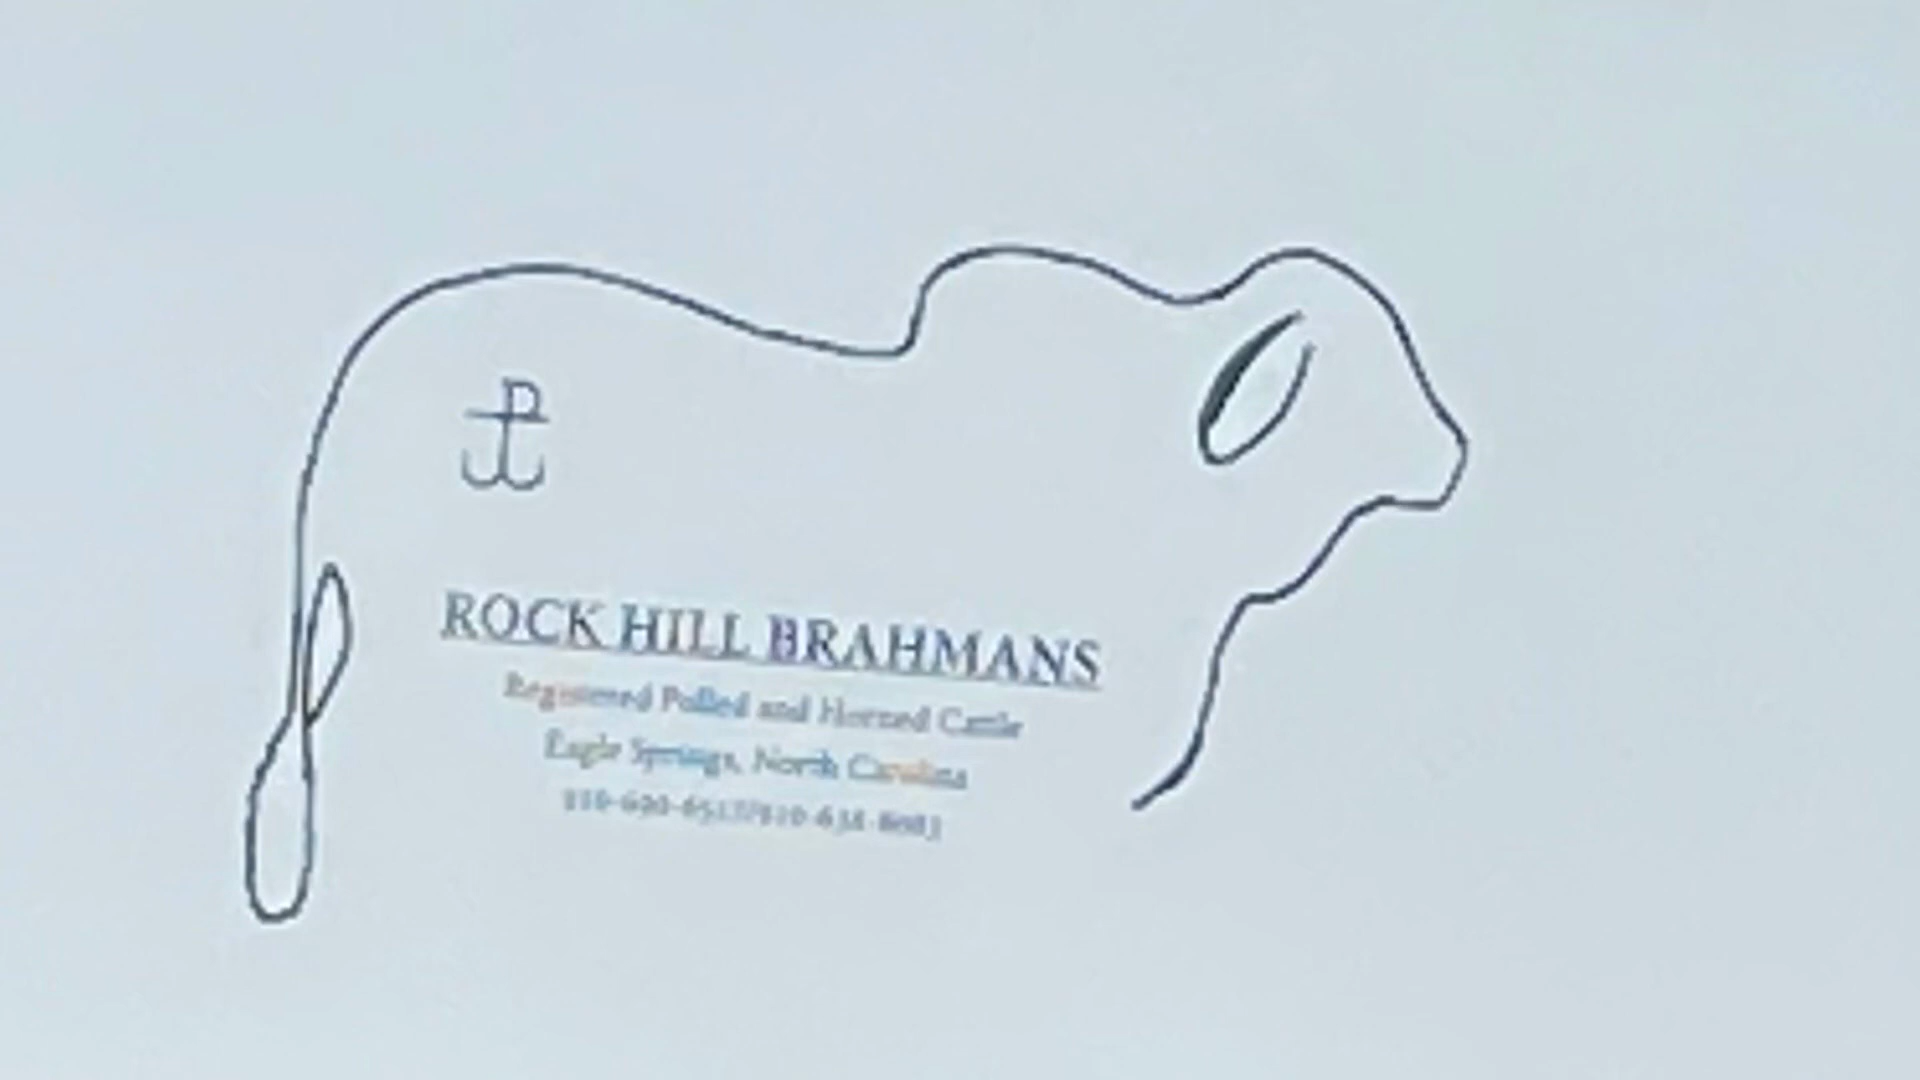 ROCK HILL BRAHMANS
Registered Polled and Horned Cattle
Eagle Springs, North Carolina